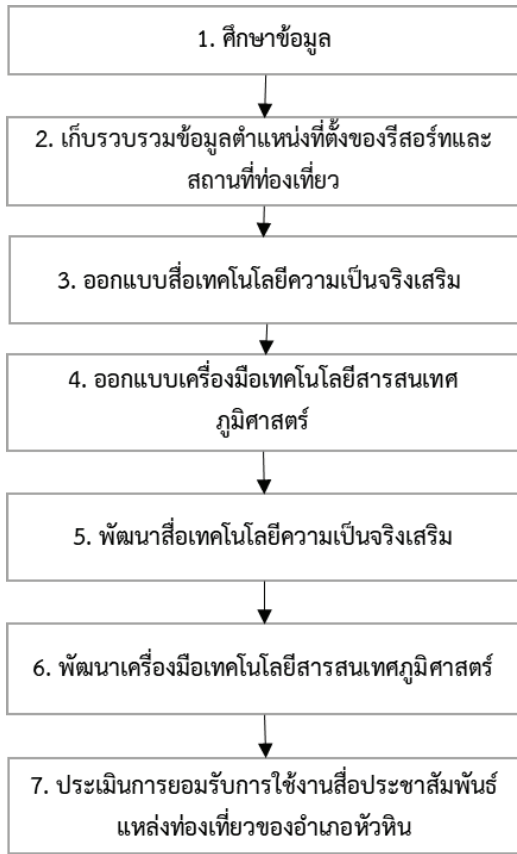 1. ศึกษาข้อมูล
2. เก็บรวบรวมข้อมูลตำแหน่งที่ตั้งของรีสอร์ทและ
สถานที่ท่องเที่ยว
3. ออกแบบสื่อเทคโนโลยีความเป็นจริงเสริม
4. ออกแบบเครื่องมือเทคโนโลยีสารสนเทศ
ภูมิศาสตร์
5. พัฒนาสื่อเทคโนโลยีความเป็นจริงเสริม
6. พัฒนาเครื่องมือเทคโนโลยีสารสนเทศภูมิศาสตร์
7. ประเมินการยอมรับการใช้งานสื่อประชาสัมพันธ์
แหล่งท่องเที่ยวของอำเภอหัวหิน